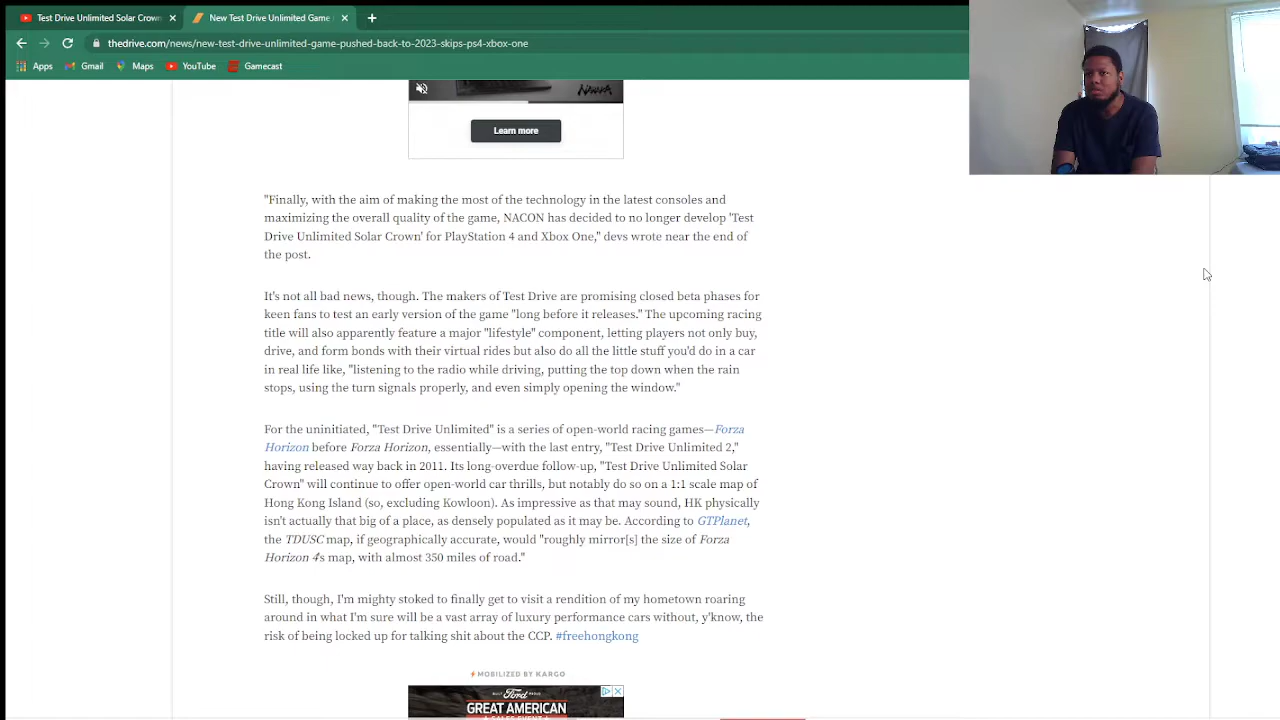 Test Drive Unlimited Solar Crown
New Test Drive Unlimited Game
thedrive.com/news/new-test-drive-unlimited-game-pushed-back-to-2023-skips-ps4-xbox-one
Apps Gmail Maps YouTube Gamecast
Learn more
"Finally, with the aim of making the most of the technology in the latest consoles and
maximizing the overall quality of the game, NACON has decided to no longer develop 'Test
Drive Unlimited Solar Crown' for PlayStation 4 and Xbox One," devs wrote near the end of
the post.
It's not all bad news, though. The makers of Test Drive are promising closed beta phases for
keen fans to test an early version of the game "long before it releases." The upcoming racing
title will also apparently feature a major "lifestyle" component, letting players not only buy,
drive, and form bonds with their virtual rides but also do all the little stuff you'd do in a car
in real life like, "listening to the radio while driving, putting the top down when the rain
stops, using the turn signals properly, and even simply opening the window."
For the uninitiated, "Test Drive Unlimited" is a series of open-world racing games—Forza
Horizon before Forza Horizon, essentially—with the last entry, "Test Drive Unlimited 2,"
having released way back in 2011. Its long-overdue follow-up, "Test Drive Unlimited Solar
Crown" will continue to offer open-world car thrills, but notably do so on a 1:1 scale map of
Hong Kong Island (so, excluding Kowloon). As impressive as that may sound, HK physically
isn't actually that big of a place, as densely populated as it may be. According to GTPlanet,
the TDUSC map, if geographically accurate, would "roughly mirror[s] the size of Forza
Horizon 4's map, with almost 350 miles of road."
Still, though, I'm mighty stoked to finally get to visit a rendition of my hometown roaring
around in what I'm sure will be a vast array of luxury performance cars without, y'know, the
risk of being locked up for talking shit about the CCP. #freehongkong
MOBILIZED BY KARGO
BUILT Ford PROUD
GREAT AMERICAN